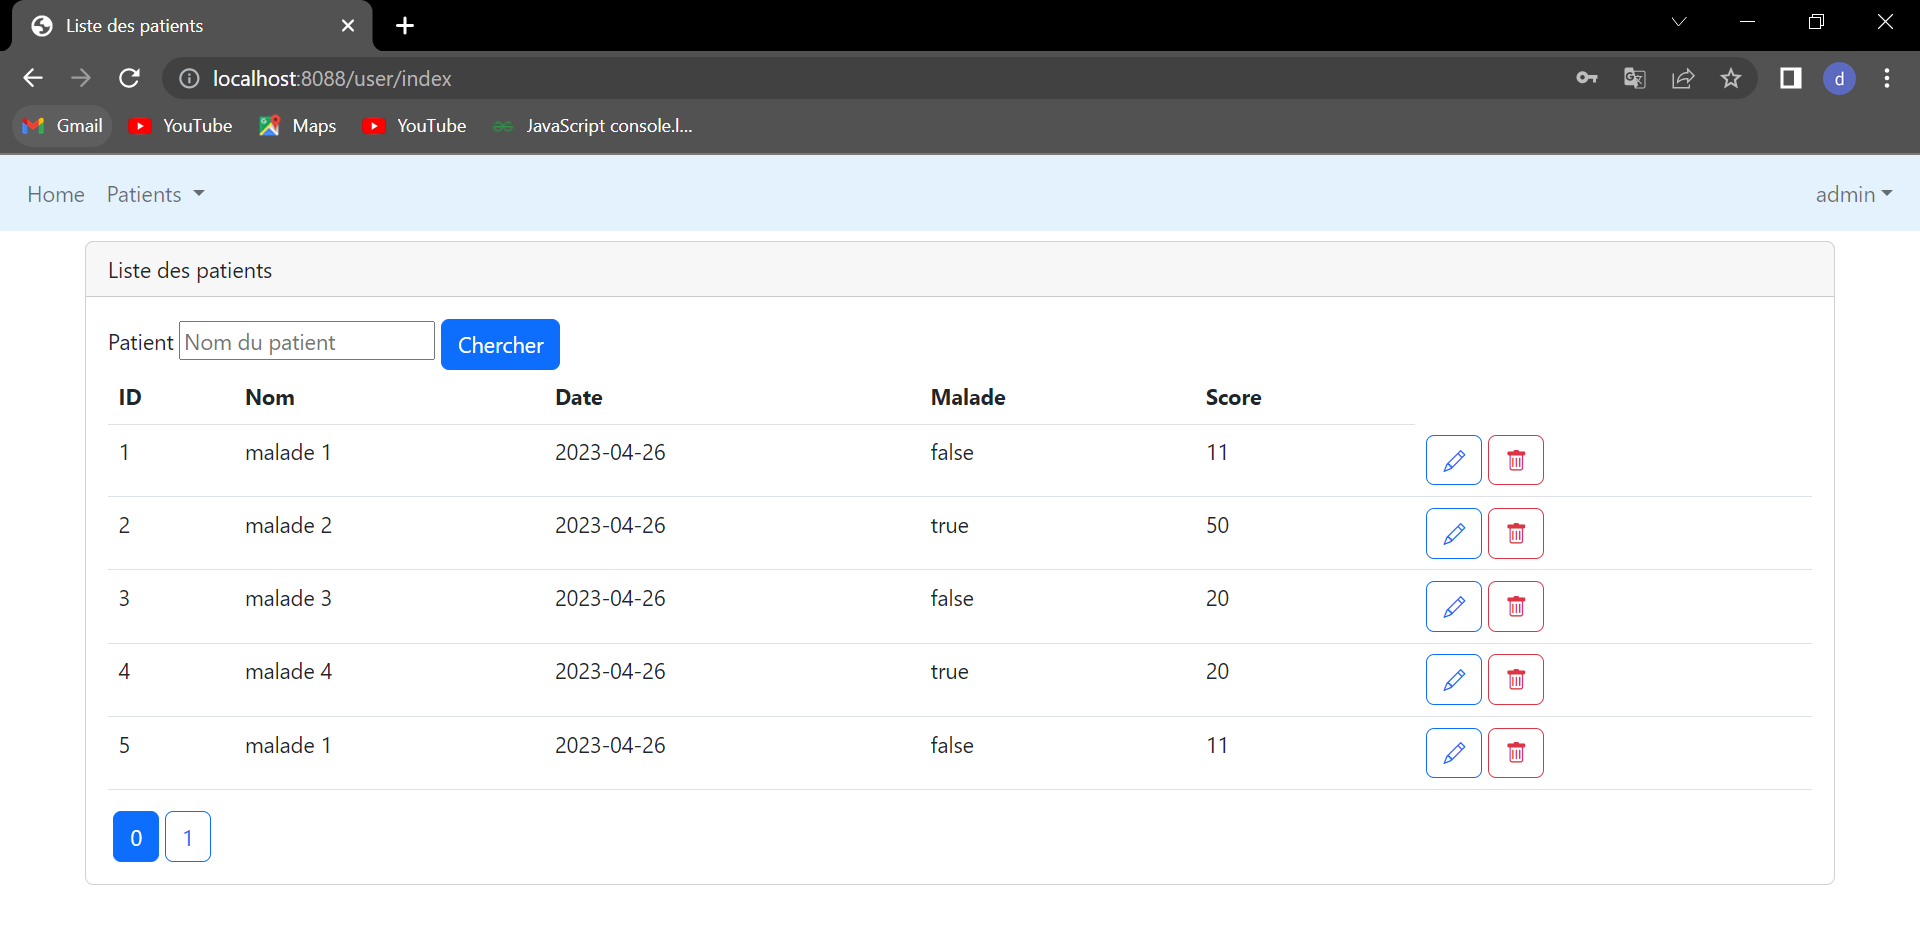 Liste des patients
localhost:8088/user/index
d
Gmail YouTube Maps YouTube JavaScript console.l...
Home Patients admin
Liste des patients
Patient Nom du patient Chercher
ID Nom Date Malade Score
1 malade 1 2023-04-26 false 11
2 malade 2 2023-04-26 true 50
3 malade 3 2023-04-26 false 20
4 malade 4 2023-04-26 true 20
5 malade 1 2023-04-26 false 11
0 1